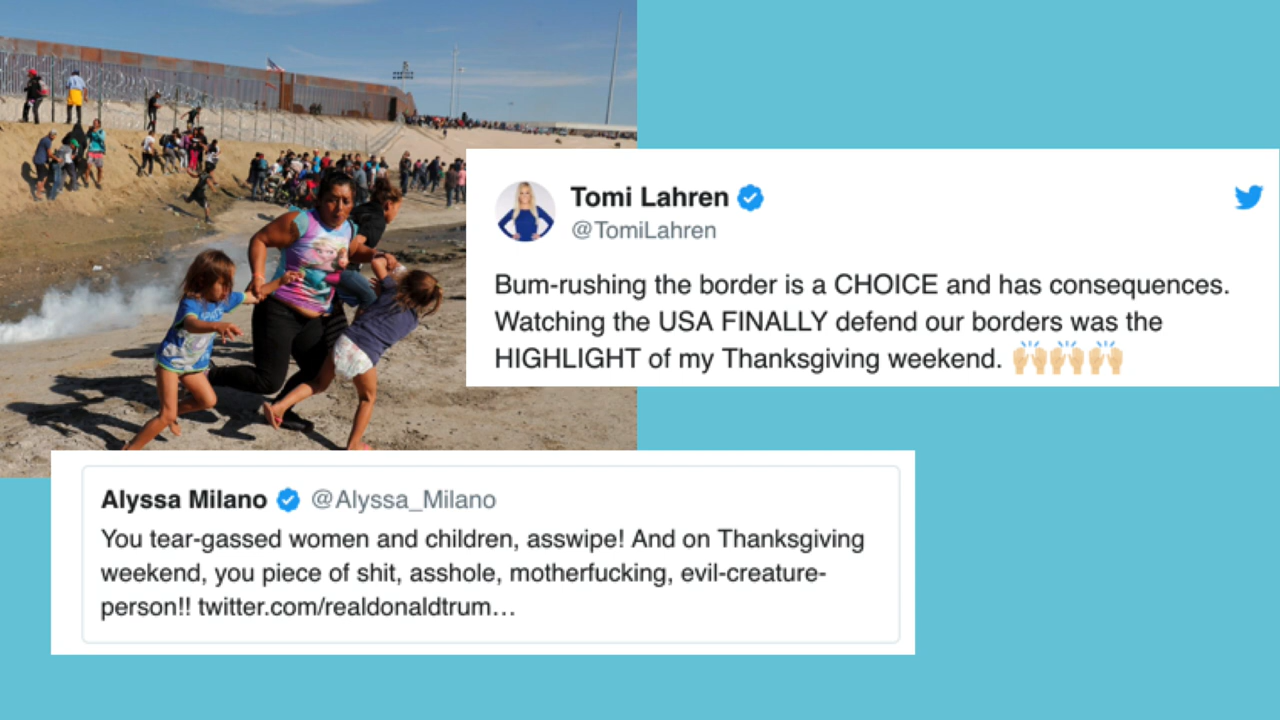 Tomi Lahren
@TomiLahren
Bum-rushing the border is a CHOICE and has consequences.
Watching the USA FINALLY defend our borders was the
HIGHLIGHT of my Thanksgiving weekend. 🙌🏼🙌🏼🙌🏼
Alyssa Milano @Alyssa_Milano
You tear-gassed women and children, asswipe! And on Thanksgiving
weekend, you piece of shit, asshole, motherfucking, evil-creature-
person!! twitter.com/realdonaldtrum…